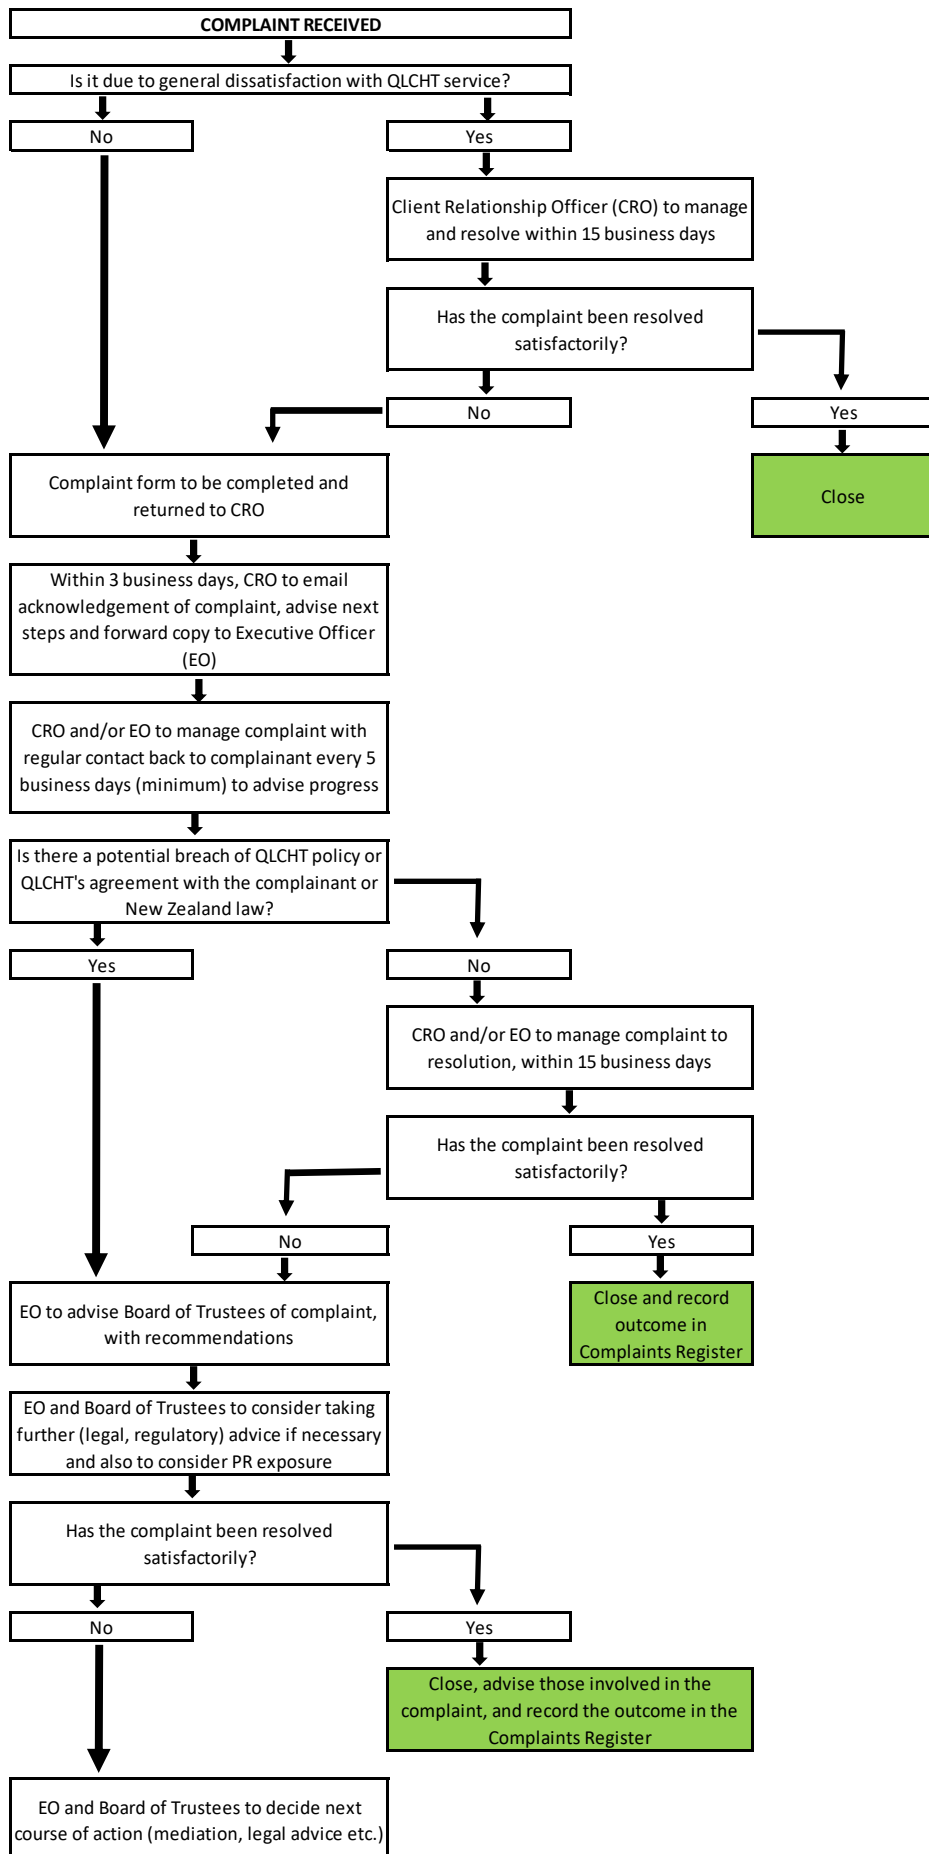 COMPLAINT RECEIVED
Is it due to general dissatisfaction with QLCHT service?
No
Yes
Client Relationship Officer (CRO) to manage
and resolve within 15 business days
Has the complaint been resolved
satisfactorily?
No
Yes
Complaint form to be completed and
returned to CRO
Close
Within 3 business days, CRO to email
acknowledgement of complaint, advise next
steps and forward copy to Executive Officer
(EO)
CRO and/or EO to manage complaint with
regular contact back to complainant every 5
business days (minimum) to advise progress
Is there a potential breach of QLCHT policy or
QLCHT's agreement with the complainant or
New Zealand law?
Yes
No
CRO and/or EO to manage complaint to
resolution, within 15 business days
Has the complaint been resolved
satisfactorily?
No
Yes
EO to advise Board of Trustees of complaint,
with recommendations
Close and record
outcome in
Complaints Register
EO and Board of Trustees to consider taking
further (legal, regulatory) advice if necessary
and also to consider PR exposure
Has the complaint been resolved
satisfactorily?
No
Yes
Close, advise those involved in the
complaint, and record the outcome in the
Complaints Register
EO and Board of Trustees to decide next
course of action (mediation, legal advice etc.)